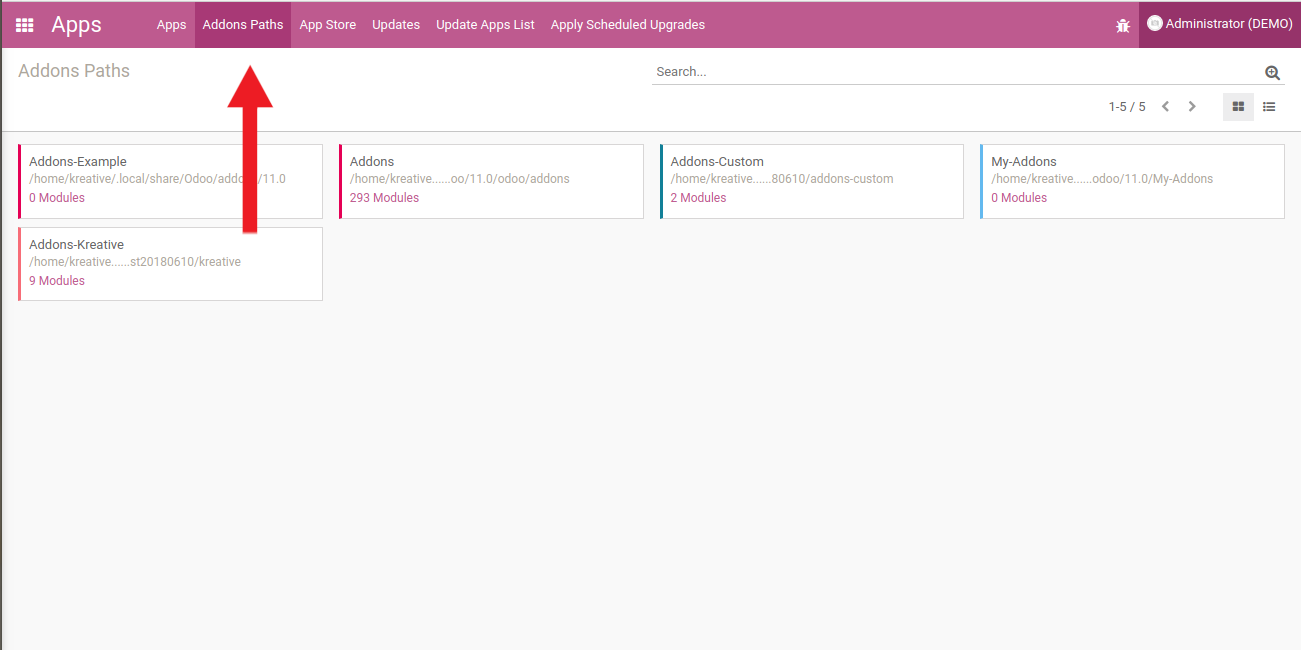 Apps Apps Addons Paths App Store Updates Update Apps List Apply Scheduled Upgrades Administrator (DEMO)
Addons Paths Search...
1-5 / 5
Addons-Example
/home/kreative/.local/share/Odoo/addo /11.0
0 Modules
Addons
/home/kreative......oo/11.0/odoo/addons
293 Modules
Addons-Custom
/home/kreative......80610/addons-custom
2 Modules
My-Addons
/home/kreative......odoo/11.0/My-Addons
0 Modules
Addons-Kreative
/home/kreative......st20180610/kreative
9 Modules